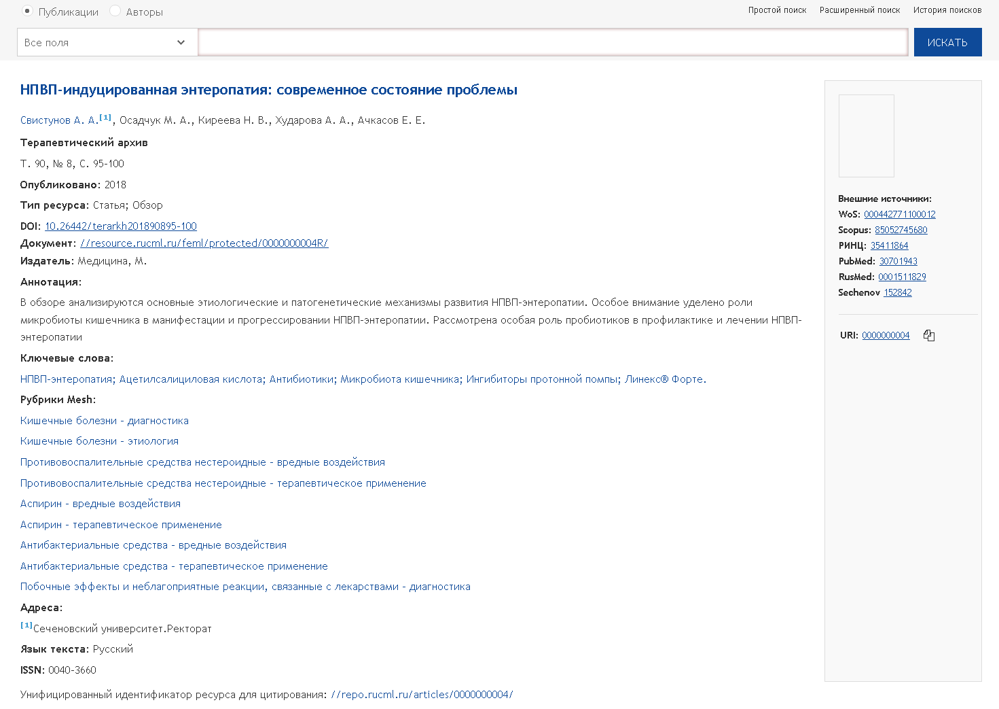 Публикации
Авторы
Простой поиск
Расширенный поиск
История поисков
Все поля
ИСКАТЬ
НПВП-индуцированная энтеропатия: современное состояние проблемы
Свистунов А. А.[1], Осадчук М. А., Киреева Н. В., Хударова А. А., Ачкасов Е. Е.
Терапевтический архив
Т. 90, № 8, С. 95-100
Опубликовано: 2018
Тип ресурса: Статья; Обзор
DOI: 10.26442/terarkh201890895-100
Документ: //resource.rucml.ru/feml/protected/0000000004R/
Издатель: Медицина, М.
Аннотация:
В обзоре анализируются основные этиологические и патогенетические механизмы развития НПВП-энтеропатии. Особое внимание уделено роли
микробиоты кишечника в манифестации и прогрессировании НПВП-энтеропатии. Рассмотрена особая роль пробиотиков в профилактике и лечении НПВП-
энтеропатии
Ключевые слова:
НПВП-энтеропатия; Ацетилсалициловая кислота; Антибиотики; Микробиота кишечника; Ингибиторы протонной помпы; Линекс® Форте.
Рубрики Mesh:
Кишечные болезни - диагностика
Кишечные болезни - этиология
Противовоспалительные средства нестероидные - вредные воздействия
Противовоспалительные средства нестероидные - терапевтическое применение
Аспирин - вредные воздействия
Аспирин - терапевтическое применение
Антибактериальные средства - вредные воздействия
Антибактериальные средства - терапевтическое применение
Побочные эффекты и неблагоприятные реакции, связанные с лекарствами - диагностика
Адреса:
[1]Сеченовский университет.Ректорат
Язык текста: Русский
ISSN: 0040-3660
Унифицированный идентификатор ресурса для цитирования: //repo.rucml.ru/articles/0000000004/
Внешние источники:
WoS: 000442771100012
Scopus: 85052745680
РИНЦ: 35411864
PubMed: 30701943
RusMed: 0001511829
Sechenov 152842
URI: 0000000004